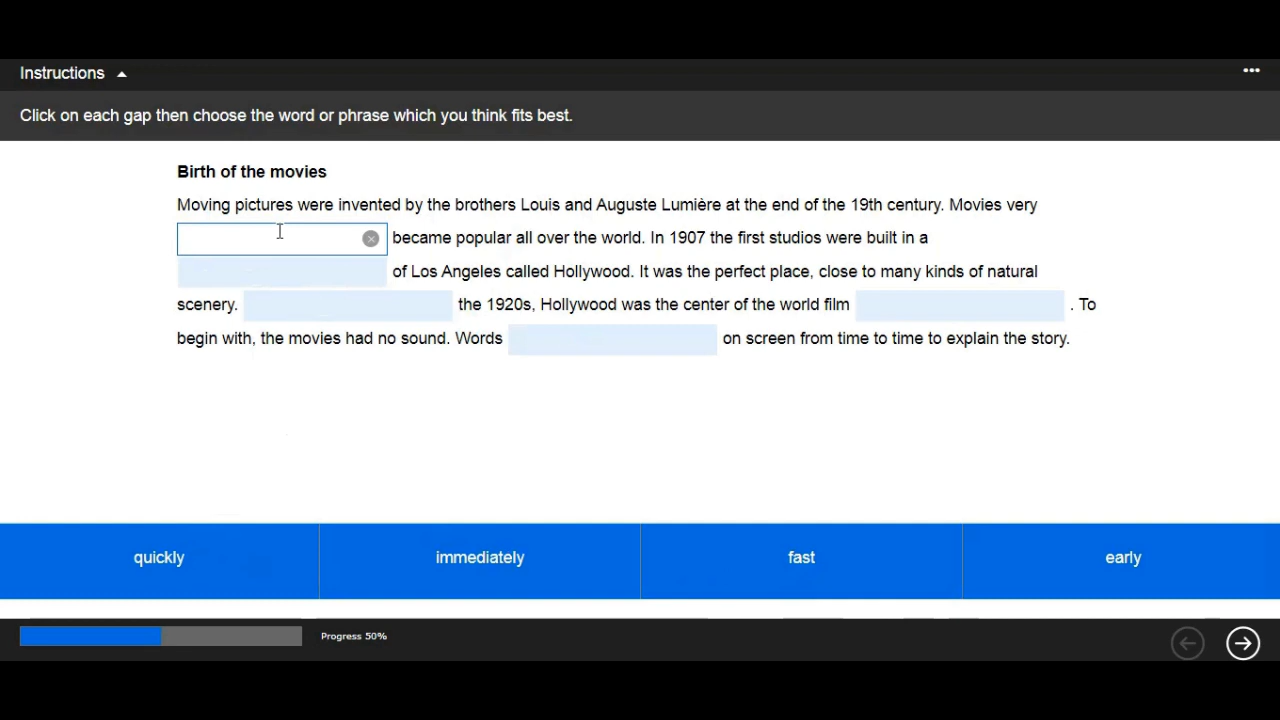 Instructions
•••
Click on each gap then choose the word or phrase which you think fits best.
Birth of the movies
Moving pictures were invented by the brothers Louis and Auguste Lumière at the end of the 19th century. Movies very
became popular all over the world. In 1907 the first studios were built in a
of Los Angeles called Hollywood. It was the perfect place, close to many kinds of natural
scenery. the 1920s, Hollywood was the center of the world film . To
begin with, the movies had no sound. Words on screen from time to time to explain the story.
quickly immediately fast early
Progress 50%